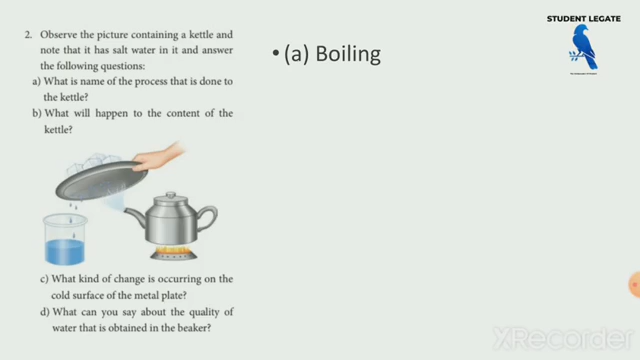 STUDENT LEGATE
2. Observe the picture containing a kettle and
note that it has salt water in it and answer
the following questions:
a) What is name of the process that is done to
the kettle?
b) What will happen to the content of the
kettle?
c) What kind of change is occurring on the
cold surface of the metal plate?
d) What can you say about the quality of
water that is obtained in the beaker?
• (a) Boiling
XRecorder